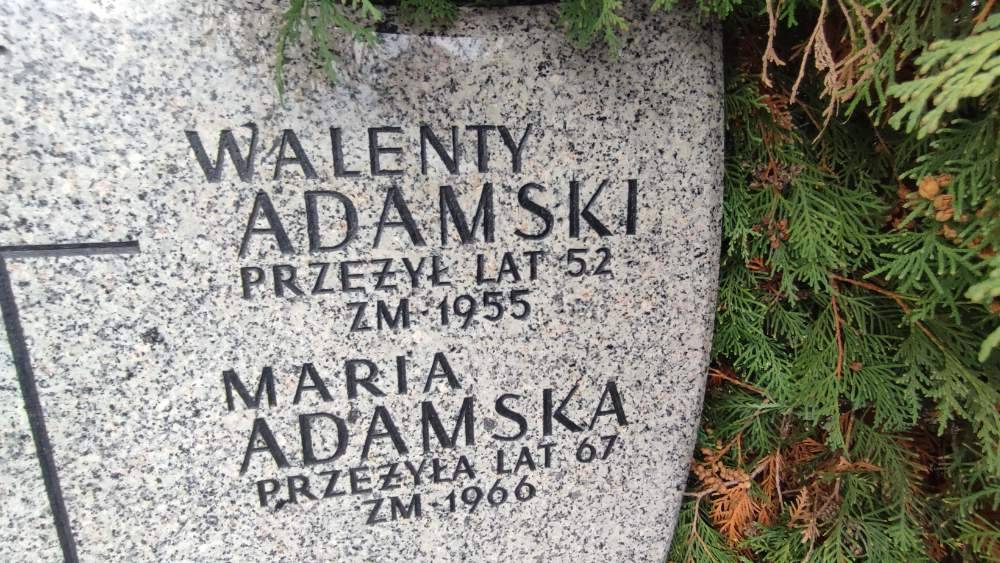 WALENTY
ADAMSKI
PRZEŻYŁ LAT 52
ZM 1955
MARIA
ADAMSKA
PRZEŻYŁA LAT 67
ZM 1966